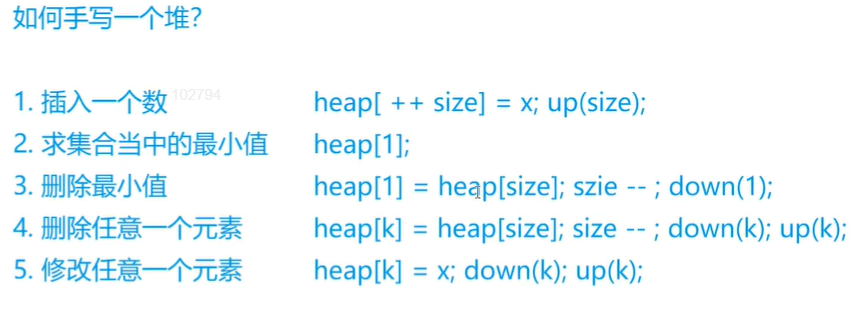 如何手写一个堆?
1. 插入一个数 heap[ ++ size] = x; up(size);
102794
2. 求集合当中的最小值 heap[1];
3. 删除最小值 heap[1] = heap[size]; szie -- ; down(1);
4. 删除任意一个元素 heap[k] = heap[size]; size -- ; down(k); up(k);
5. 修改任意一个元素 heap[k] = x; down(k); up(k);